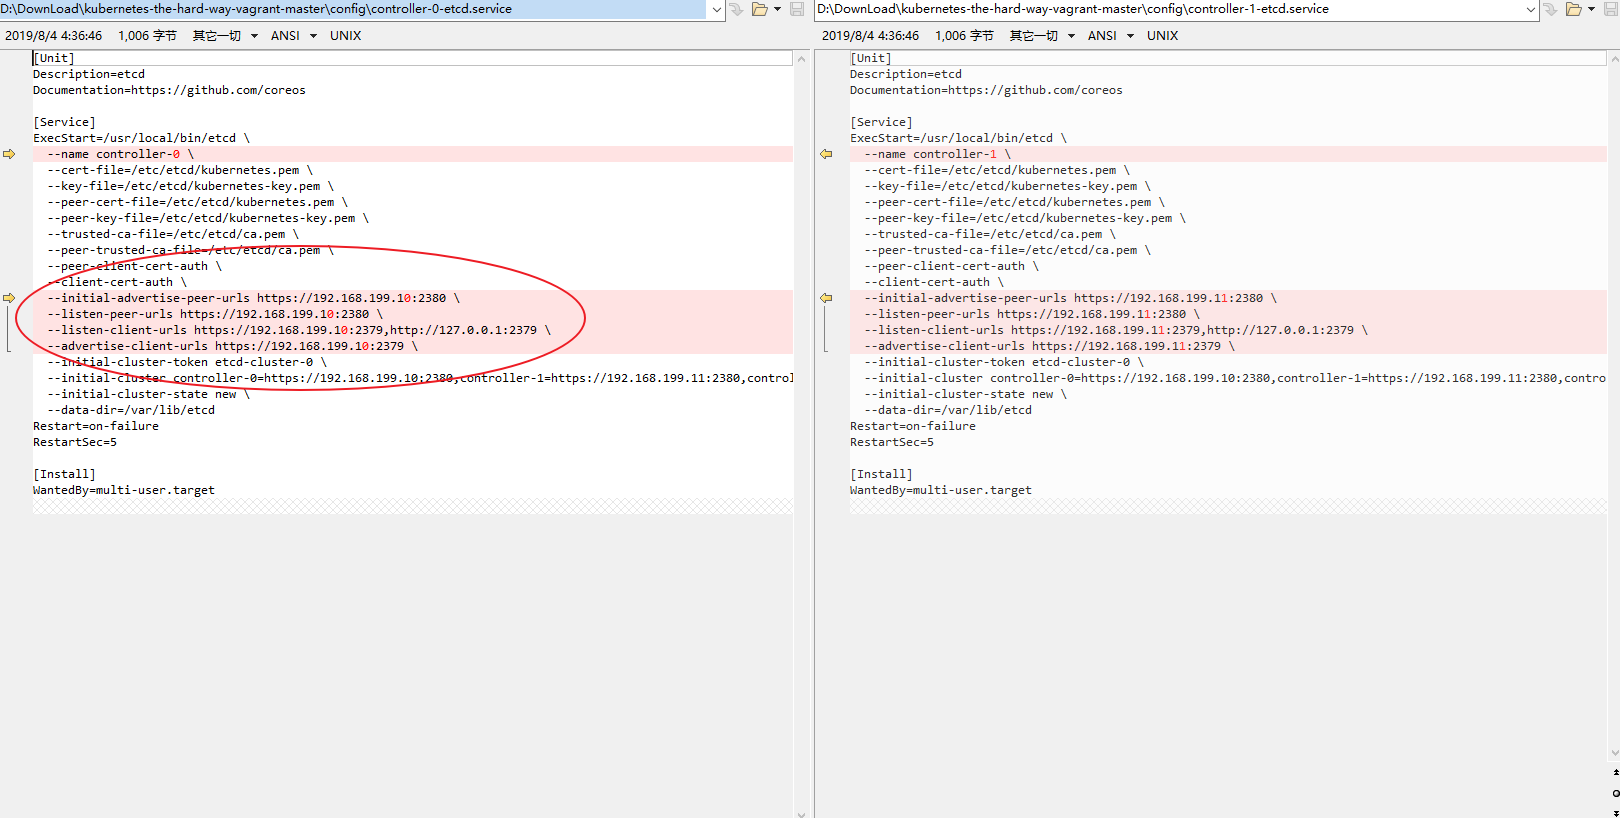 D:\DownLoad\kubernetes-the-hard-way-vagrant-master\config\controller-0-etcd.service
2019/8/4 4:36:46 1,006 字节 其它一切 ANSI UNIX
[Unit]
Description=etcd
Documentation=https://github.com/coreos
[Service]
ExecStart=/usr/local/bin/etcd \
--name controller-0 \
--cert-file=/etc/etcd/kubernetes.pem \
--key-file=/etc/etcd/kubernetes-key.pem \
--peer-cert-file=/etc/etcd/kubernetes.pem \
--peer-key-file=/etc/etcd/kubernetes-key.pem \
--trusted-ca-file=/etc/etcd/ca.pem \
--peer-trusted-ca-file=/etc/etcd/ca.pem \
--peer-client-cert-auth \
--client-cert-auth \
--initial-advertise-peer-urls https://192.168.199.10:2380 \
--listen-peer-urls https://192.168.199.10:2380 \
--listen-client-urls https://192.168.199.10:2379,http://127.0.0.1:2379 \
--advertise-client-urls https://192.168.199.10:2379 \
--initial-cluster-token etcd-cluster-0 \
--initial-cluster controller-0=https://192.168.199.10:2380,controller-1=https://192.168.199.11:2380,control
--initial-cluster-state new \
--data-dir=/var/lib/etcd
Restart=on-failure
RestartSec=5
[Install]
WantedBy=multi-user.target
D:\DownLoad\kubernetes-the-hard-way-vagrant-master\config\controller-1-etcd.service
2019/8/4 4:36:46 1,006 字节 其它一切 ANSI UNIX
[Unit]
Description=etcd
Documentation=https://github.com/coreos
[Service]
ExecStart=/usr/local/bin/etcd \
--name controller-1 \
--cert-file=/etc/etcd/kubernetes.pem \
--key-file=/etc/etcd/kubernetes-key.pem \
--peer-cert-file=/etc/etcd/kubernetes.pem \
--peer-key-file=/etc/etcd/kubernetes-key.pem \
--trusted-ca-file=/etc/etcd/ca.pem \
--peer-trusted-ca-file=/etc/etcd/ca.pem \
--peer-client-cert-auth \
--client-cert-auth \
--initial-advertise-peer-urls https://192.168.199.11:2380 \
--listen-peer-urls https://192.168.199.11:2380 \
--listen-client-urls https://192.168.199.11:2379,http://127.0.0.1:2379 \
--advertise-client-urls https://192.168.199.11:2379 \
--initial-cluster-token etcd-cluster-0 \
--initial-cluster controller-0=https://192.168.199.10:2380,controller-1=https://192.168.199.11:2380,contro
--initial-cluster-state new \
--data-dir=/var/lib/etcd
Restart=on-failure
RestartSec=5
[Install]
WantedBy=multi-user.target